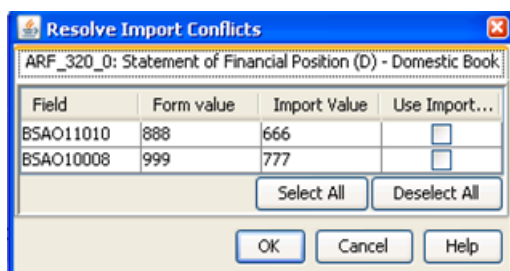 Resolve Import Conflicts
ARF_320_0: Statement of Financial Position (D) - Domestic Book
Field Form value Import Value Use Import...
BSAO11010 888 666
BSAO10008 999 777
Select All Deselect All
OK Cancel Help